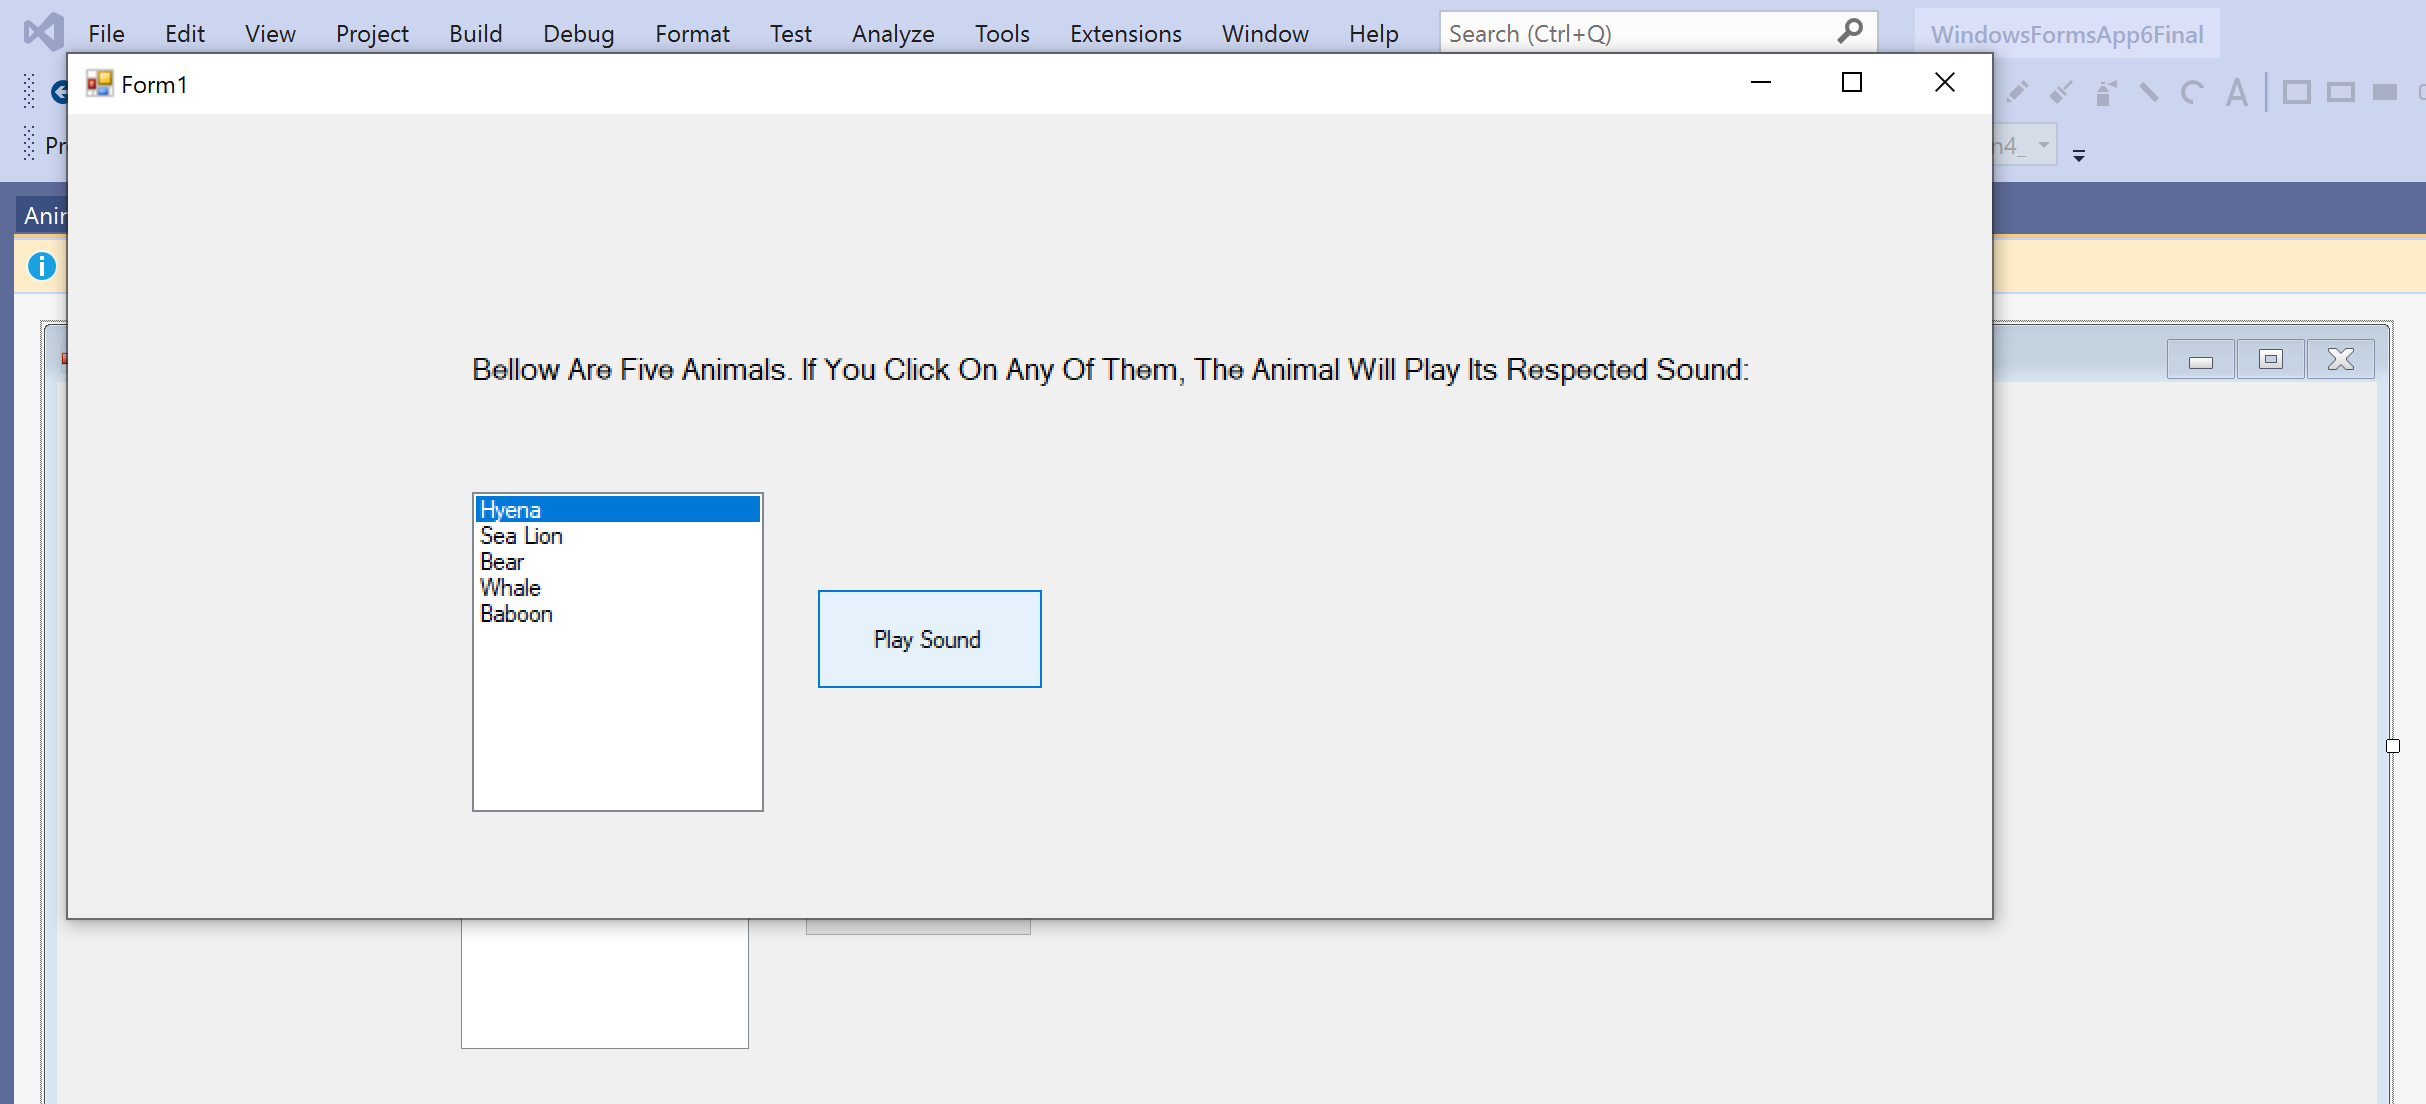 File Edit View Project Build Debug Format Test Analyze Tools Extensions Window Help Search (Ctrl+Q) WindowsFormsApp6Final
Form1
Bellow Are Five Animals. If You Click On Any Of Them, The Animal Will Play Its Respected Sound:
Hyena
Sea Lion
Bear
Whale
Baboon
Play Sound